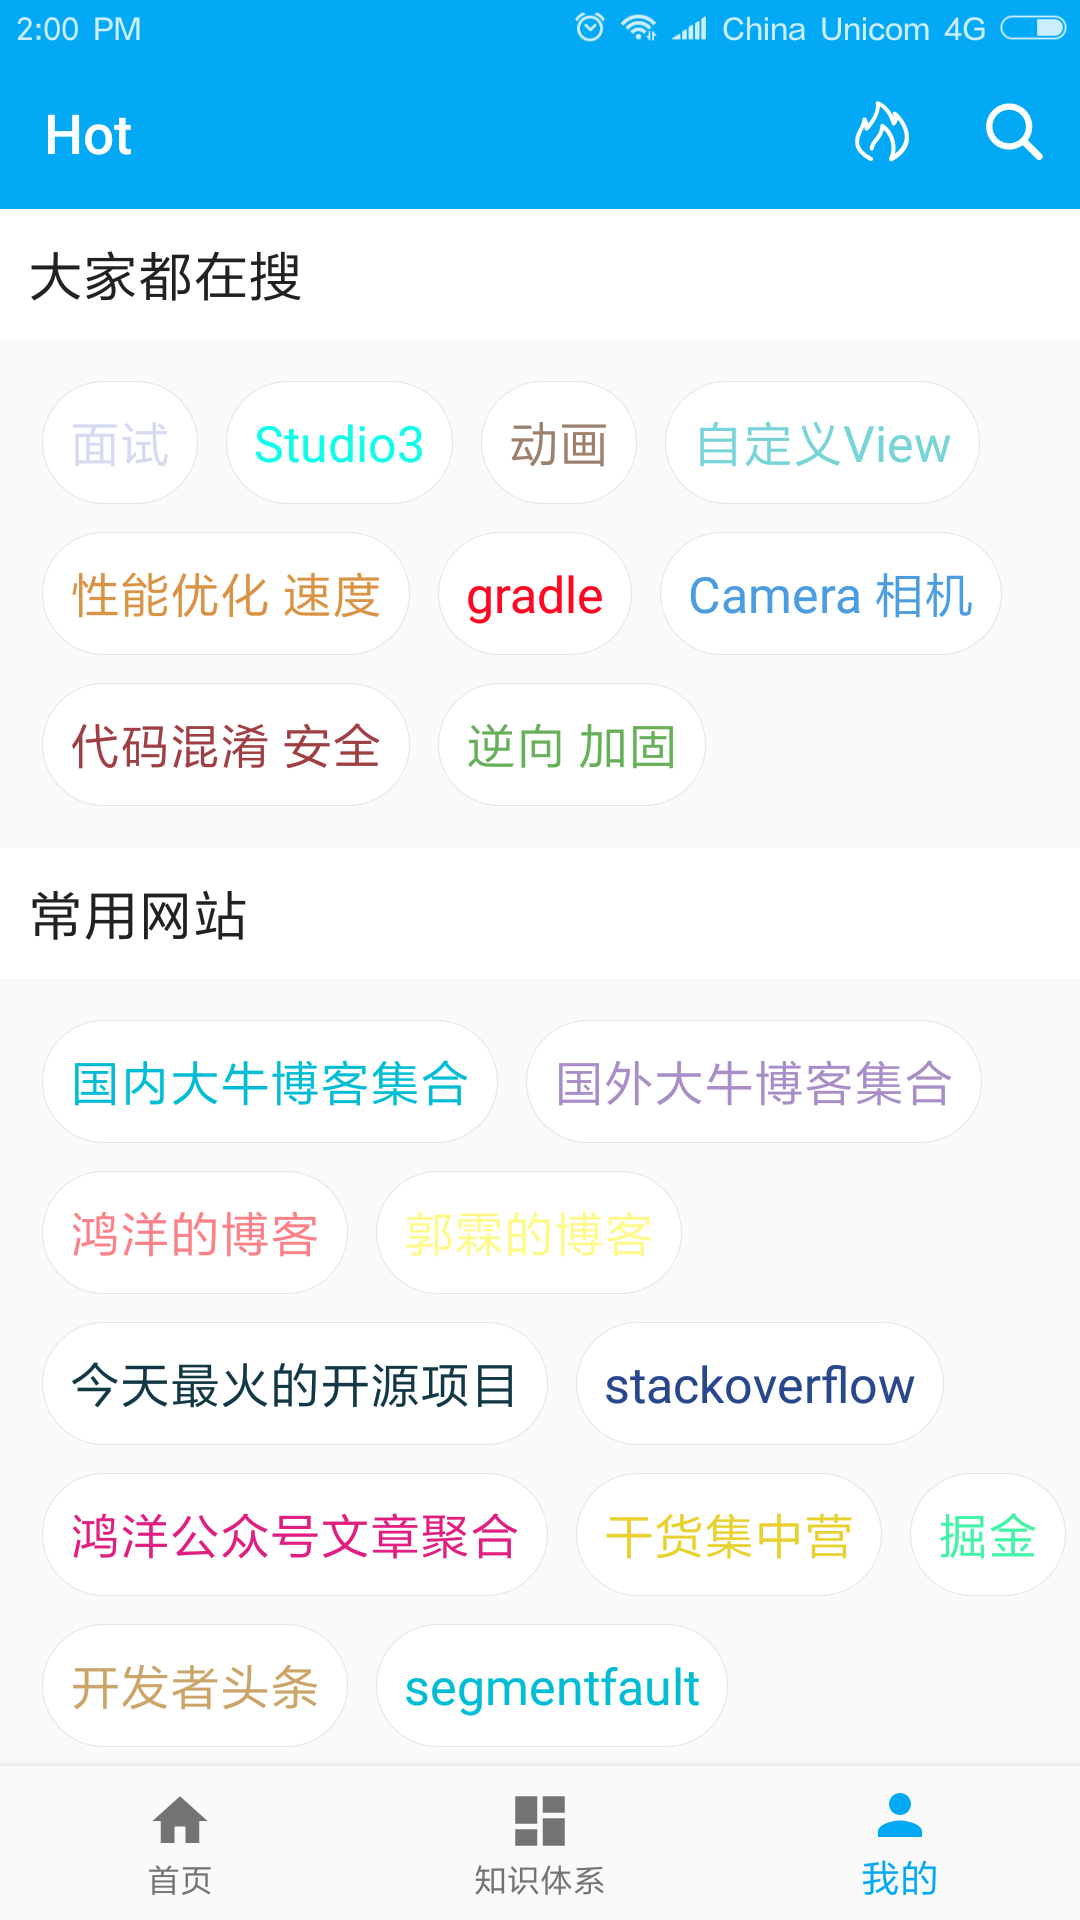 2:00 PM China Unicom 4G
Hot
大家都在搜
面试 Studio3 动画 自定义View
性能优化 速度 gradle Camera 相机
代码混淆 安全 逆向 加固
常用网站
国内大牛博客集合 国外大牛博客集合
鸿洋的博客 郭霖的博客
今天最火的开源项目 stackoverflow
鸿洋公众号文章聚合 干货集中营 掘金
开发者头条 segmentfault
首页 知识体系 我的